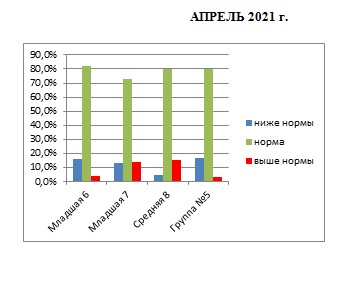 АПРЕЛЬ 2021 г.
90,0%
80,0%
70,0%
60,0%
50,0%
40,0%
30,0%
20,0%
10,0%
0,0%
Младшая 6
Младшая 7
Средняя 8
Группа №5
ниже нормы
норма
выше нормы